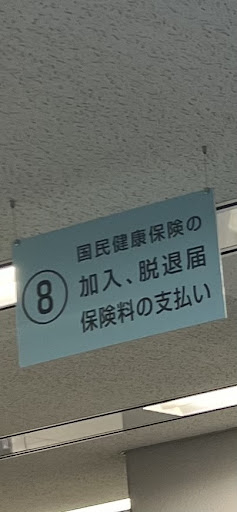 ⑧
国民健康保険の
加入、脱退届
保険料の支払い